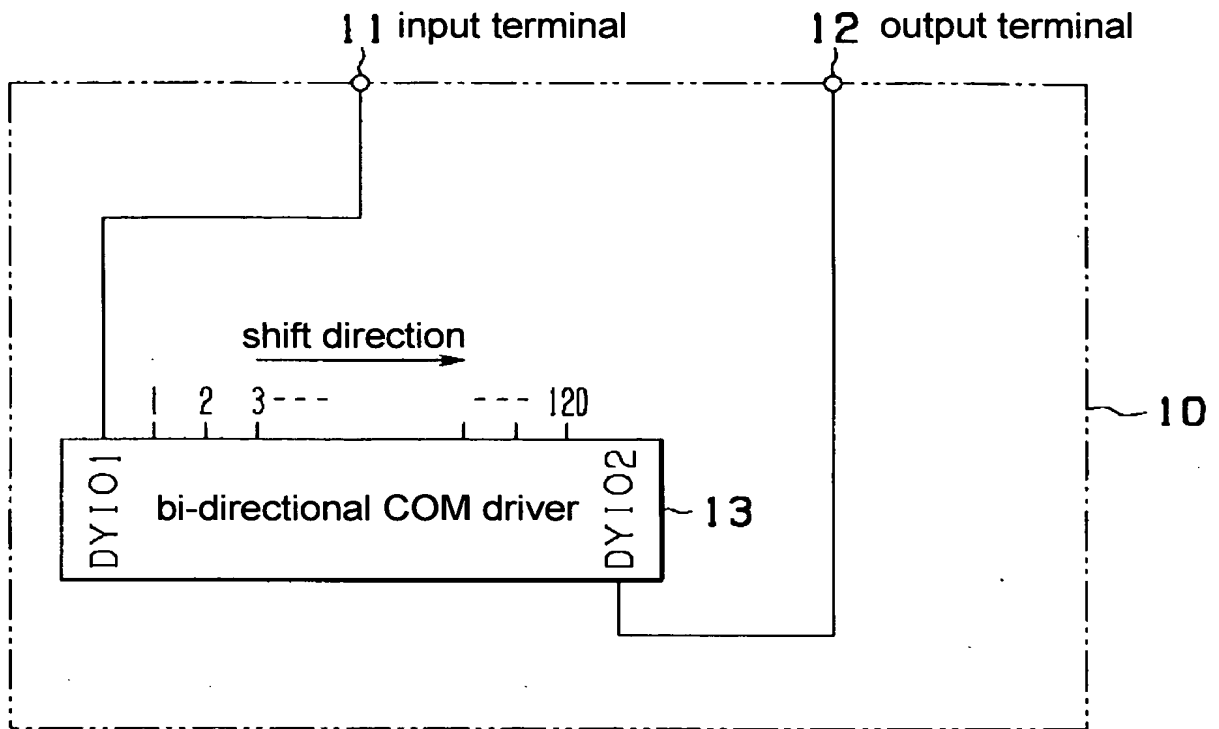 11 input terminal
12 output terminal
shift direction
1 2 3 --- --- 120
DYIO1
bi-directional COM driver
DYIO2
13
10